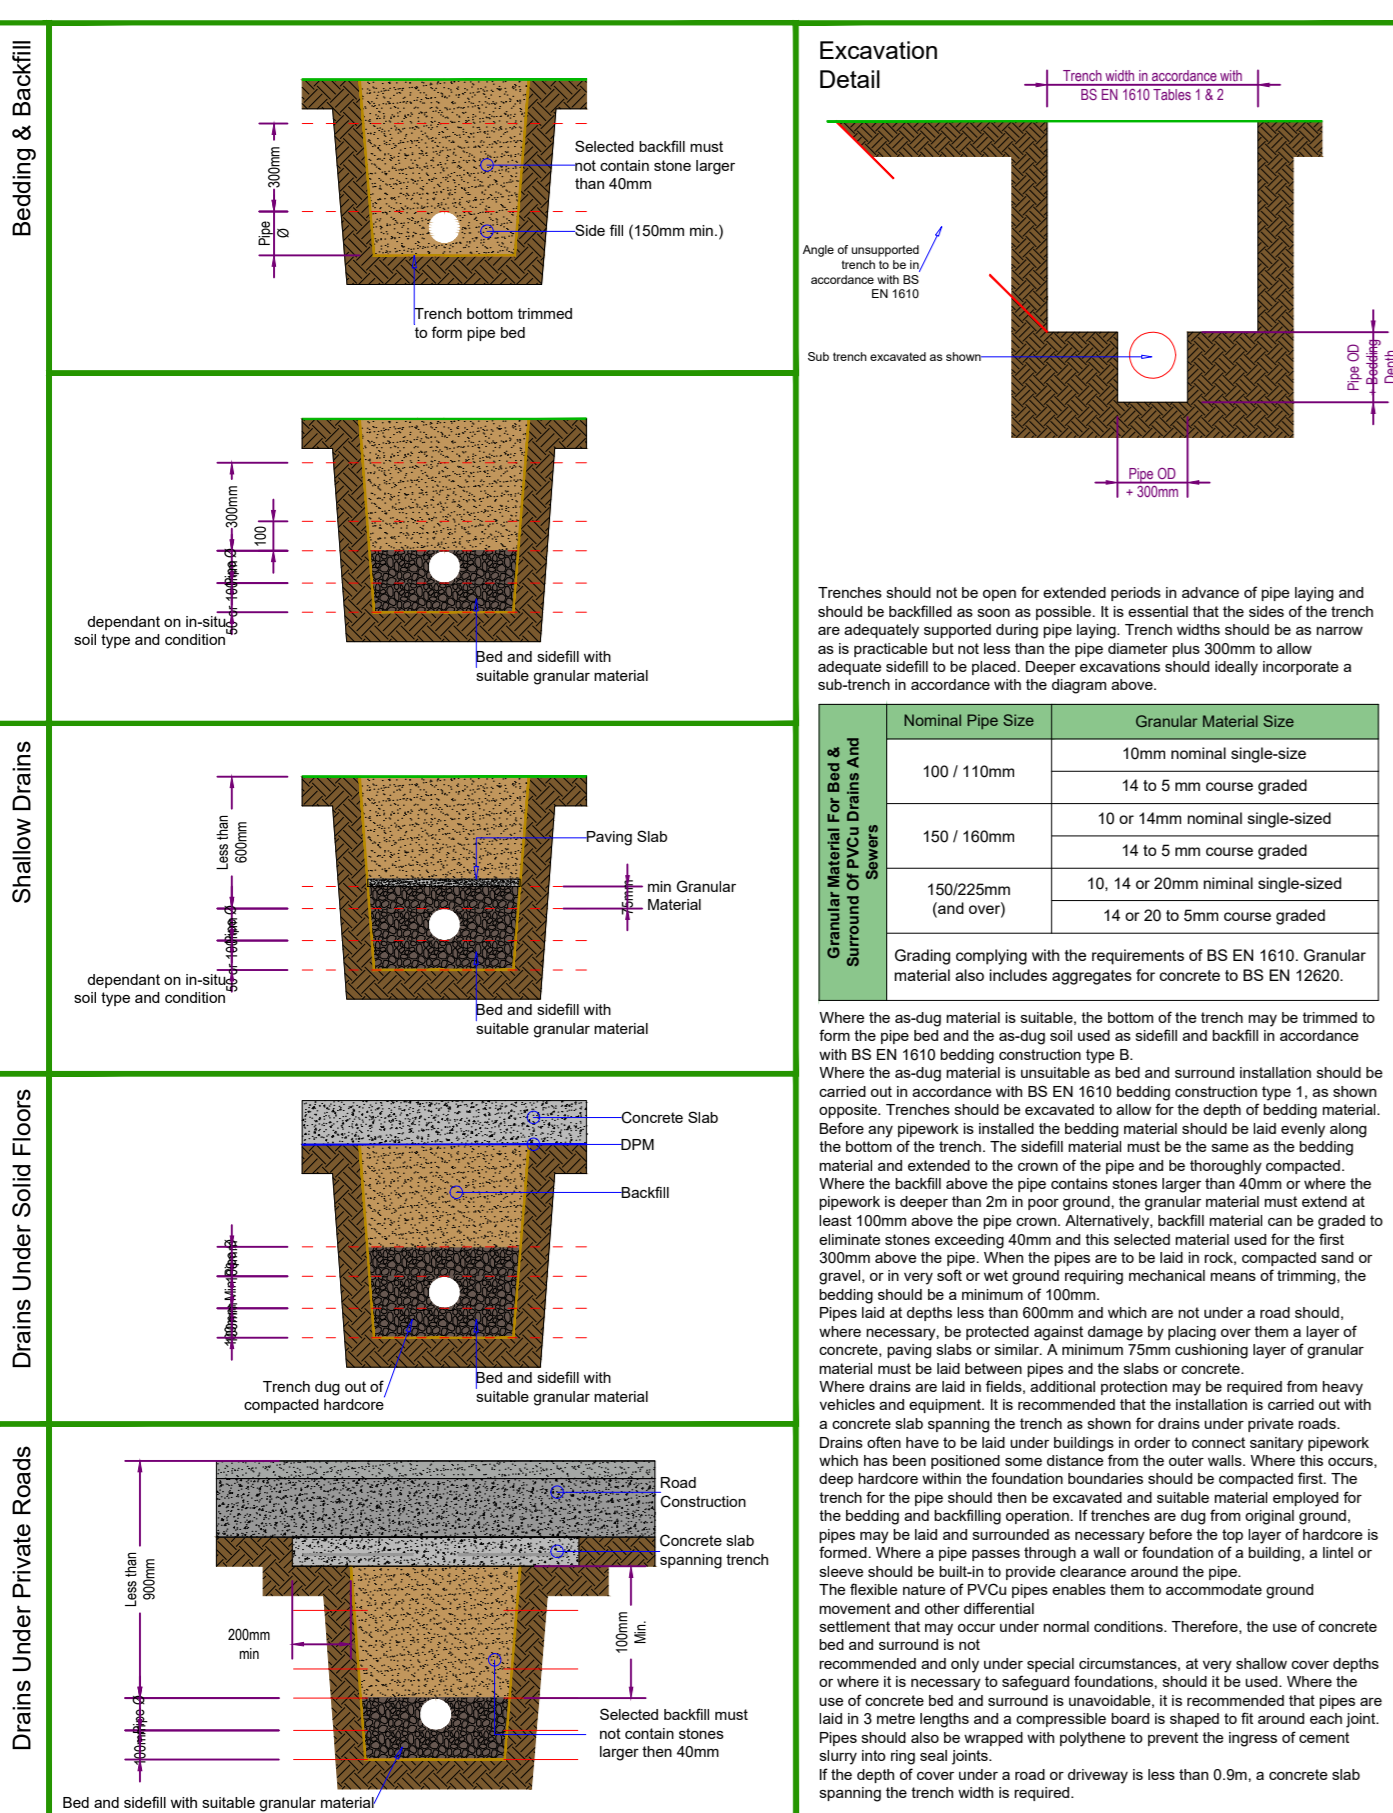 Bedding & Backfill
300mm
Pipe
Ø
Selected backfill must
not contain stone larger
than 40mm
Side fill (150mm min.)
Trench bottom trimmed
to form pipe bed
300mm
100
Pipe Ø
50 or 100mm
dependant on in-situ
soil type and condition
Bed and sidefill with
suitable granular material
Shallow Drains
Less than
600mm
Pipe Ø
50 or 100mm
dependant on in-situ
soil type and condition
Paving Slab
75mm
min Granular
Material
Bed and sidefill with
suitable granular material
Drains Under Solid Floors
Concrete Slab
DPM
Backfill
Trench dug out of
compacted hardcore
Bed and sidefill with
suitable granular material
Drains Under Private Roads
Less than
900mm
200mm
min
Pipe Ø
100mm
Road
Construction
Concrete slab
spanning trench
100mm
Min.
Selected backfill must
not contain stones
larger then 40mm
Bed and sidefill with suitable granular material
Excavation
Detail
Trench width in accordance with
BS EN 1610 Tables 1 & 2
Angle of unsupported
trench to be in
accordance with BS
EN 1610
Sub trench excavated as shown
Pipe OD
+ Bedding
Depth
Pipe OD
+ 300mm
Trenches should not be open for extended periods in advance of pipe laying and
should be backfilled as soon as possible. It is essential that the sides of the trench
are adequately supported during pipe laying. Trench widths should be as narrow
as is practicable but not less than the pipe diameter plus 300mm to allow
adequate sidefill to be placed. Deeper excavations should ideally incorporate a
sub-trench in accordance with the diagram above.
Granular Material For Bed &
Surround Of PVCu Drains And
Sewers
Nominal Pipe Size
Granular Material Size
100 / 110mm
10mm nominal single-size
14 to 5 mm course graded
150 / 160mm
10 or 14mm nominal single-sized
14 to 5 mm course graded
150/225mm
(and over)
10, 14 or 20mm niminal single-sized
14 or 20 to 5mm course graded
Grading complying with the requirements of BS EN 1610. Granular
material also includes aggregates for concrete to BS EN 12620.
Where the as-dug material is suitable, the bottom of the trench may be trimmed to
form the pipe bed and the as-dug soil used as sidefill and backfill in accordance
with BS EN 1610 bedding construction type B.
Where the as-dug material is unsuitable as bed and surround installation should be
carried out in accordance with BS EN 1610 bedding construction type 1, as shown
opposite. Trenches should be excavated to allow for the depth of bedding material.
Before any pipework is installed the bedding material should be laid evenly along
the bottom of the trench. The sidefill material must be the same as the bedding
material and extended to the crown of the pipe and be thoroughly compacted.
Where the backfill above the pipe contains stones larger than 40mm or where the
pipework is deeper than 2m in poor ground, the granular material must extend at
least 100mm above the pipe crown. Alternatively, backfill material can be graded to
eliminate stones exceeding 40mm and this selected material used for the first
300mm above the pipe. When the pipes are to be laid in rock, compacted sand or
gravel, or in very soft or wet ground requiring mechanical means of trimming, the
bedding should be a minimum of 100mm.
Pipes laid at depths less than 600mm and which are not under a road should,
where necessary, be protected against damage by placing over them a layer of
concrete, paving slabs or similar. A minimum 75mm cushioning layer of granular
material must be laid between pipes and the slabs or concrete.
Where drains are laid in fields, additional protection may be required from heavy
vehicles and equipment. It is recommended that the installation is carried out with
a concrete slab spanning the trench as shown for drains under private roads.
Drains often have to be laid under buildings in order to connect sanitary pipework
which has been positioned some distance from the outer walls. Where this occurs,
deep hardcore within the foundation boundaries should be compacted first. The
trench for the pipe should then be excavated and suitable material employed for
the bedding and backfilling operation. If trenches are dug from original ground,
pipes may be laid and surrounded as necessary before the top layer of hardcore is
formed. Where a pipe passes through a wall or foundation of a building, a lintel or
sleeve should be built-in to provide clearance around the pipe.
The flexible nature of PVCu pipes enables them to accommodate ground
movement and other differential
settlement that may occur under normal conditions. Therefore, the use of concrete
bed and surround is not
recommended and only under special circumstances, at very shallow cover depths
or where it is necessary to safeguard foundations, should it be used. Where the
use of concrete bed and surround is unavoidable, it is recommended that pipes are
laid in 3 metre lengths and a compressible board is shaped to fit around each joint.
Pipes should also be wrapped with polythene to prevent the ingress of cement
slurry into ring seal joints.
If the depth of cover under a road or driveway is less than 0.9m, a concrete slab
spanning the trench width is required.